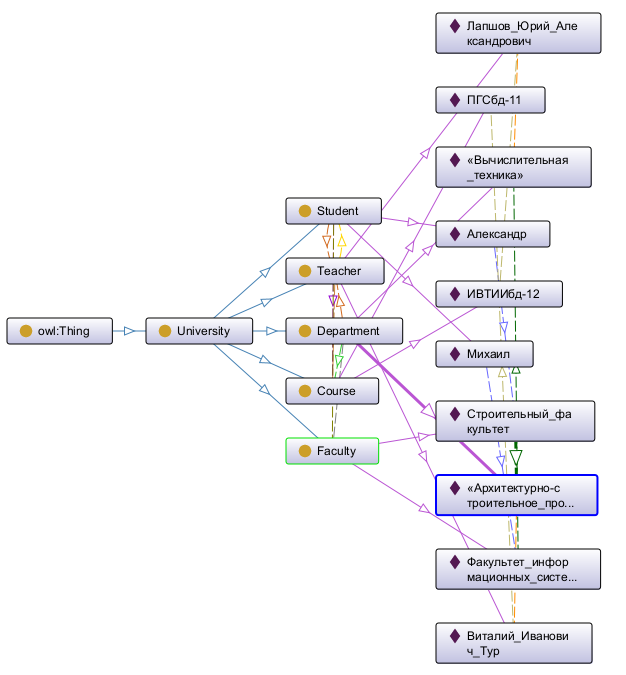 Лапшов_Юрий_Але
ксандрович
ПГСбд-11
«Вычислительная
_техника»
Student
Александр
Teacher
ИВТИИбд-12
owl:Thing
University
Department
Михаил
Course
Строительный_фа
культет
Faculty
«Архитектурно-с
троительное_про...
Факультет_инфор
мационных_систе...
Виталий_Иванови
ч_Тур